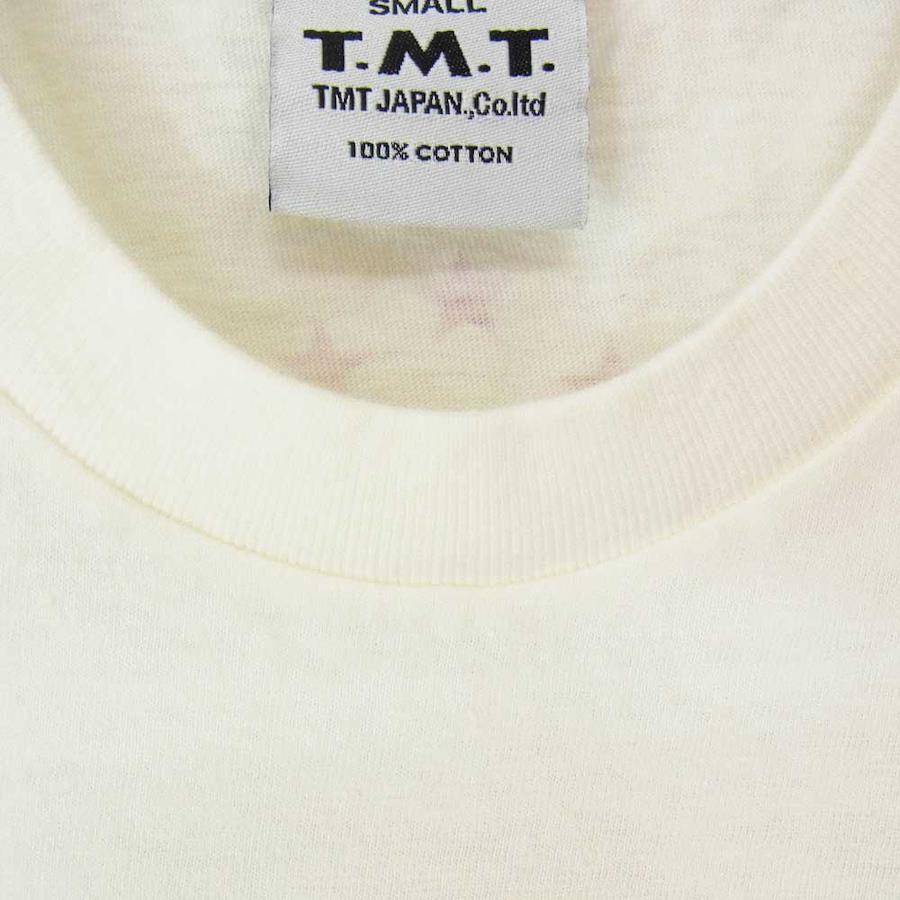 SMALL
T.M.T.
TMT JAPAN.,Co.ltd
100% COTTON